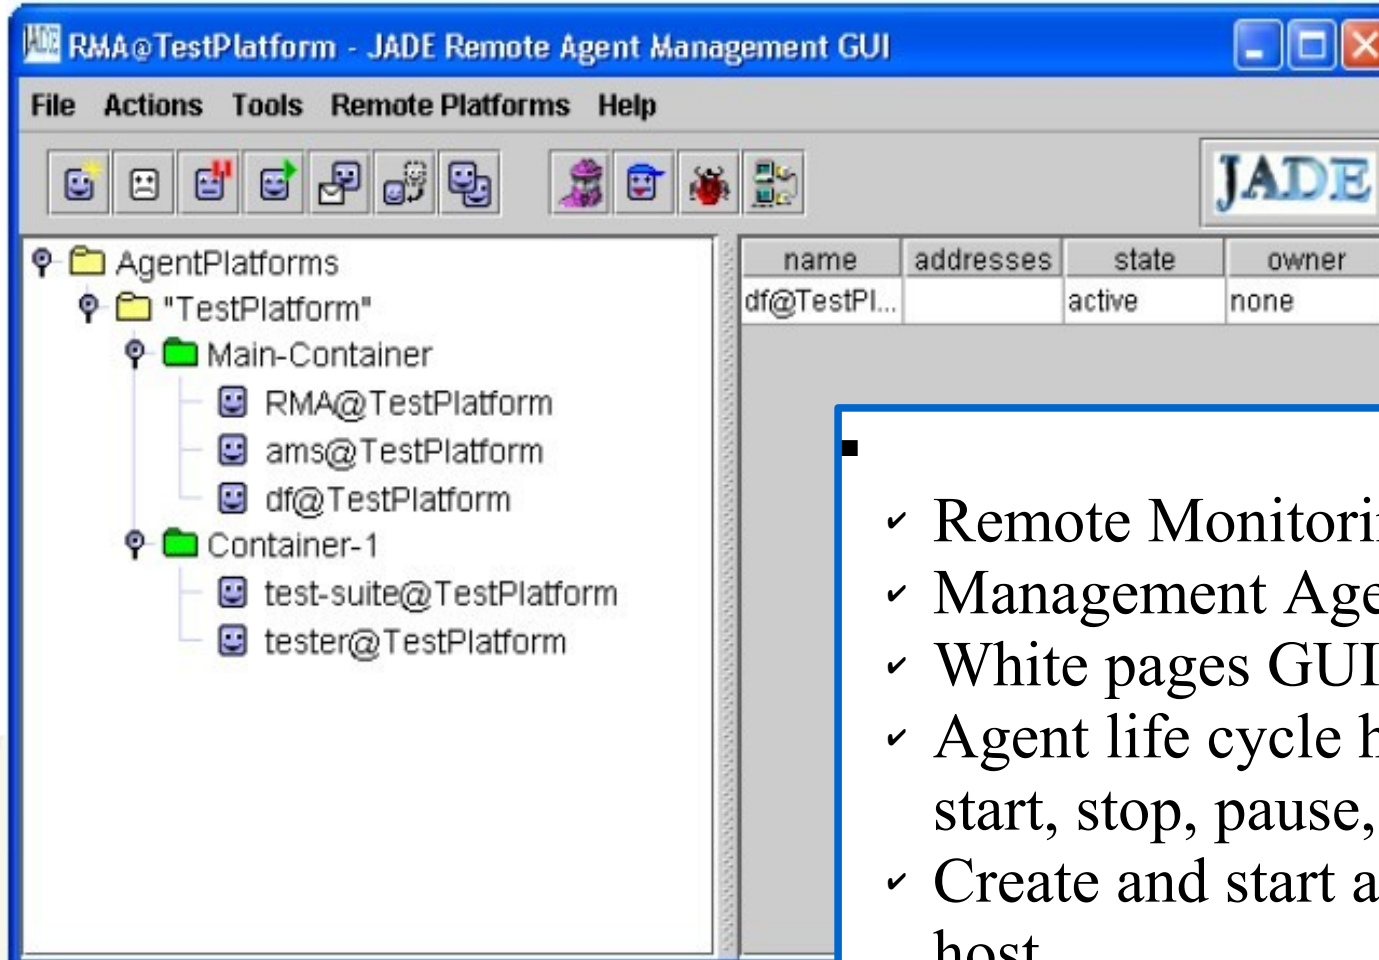 RMA@TestPlatform - JADE Remote Agent Management GUI
File Actions Tools Remote Platforms Help
JADE
AgentPlatforms
"TestPlatform"
Main-Container
RMA@TestPlatform
ams@TestPlatform
df@TestPlatform
Container-1
test-suite@TestPlatform
tester@TestPlatform
name addresses state owner
df@TestPl... active none
Remote
Management
White pages GUI
Agent life cycle
start, stop, pause,
Create and start
host